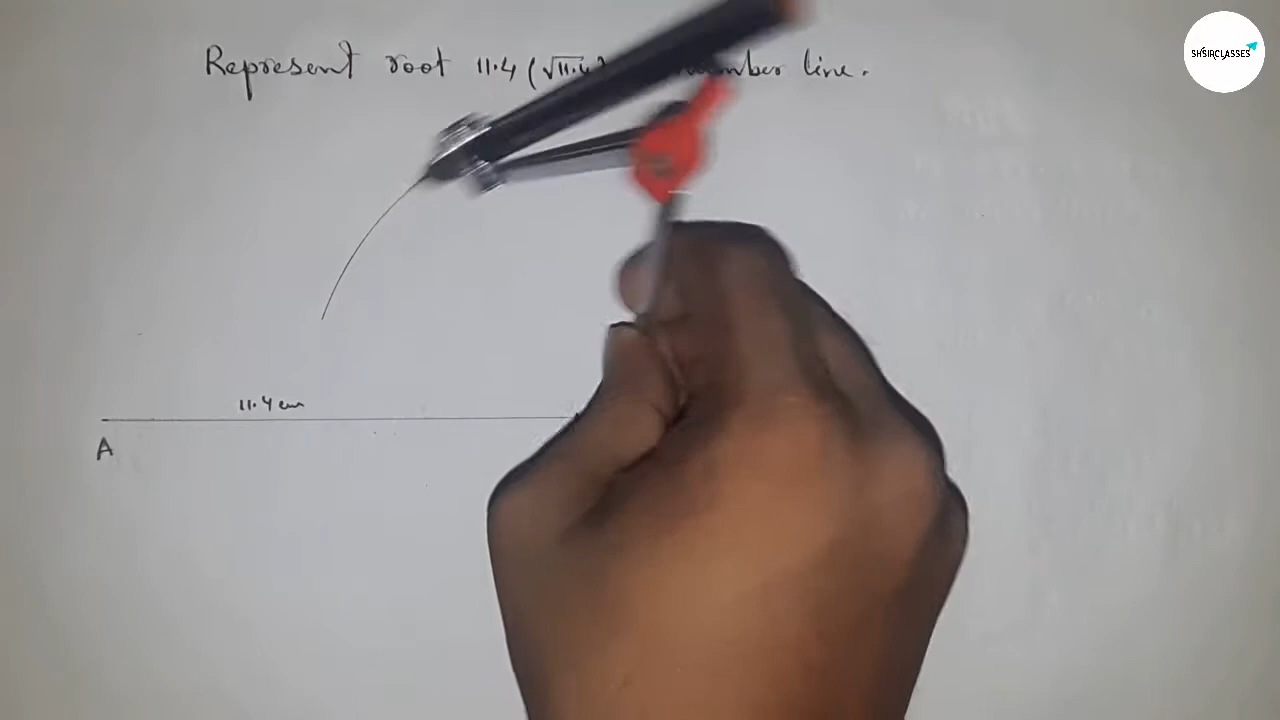 Represent root 11.4 (√11.4) number line.
SHSIRCLASSES
11.4 cm
A